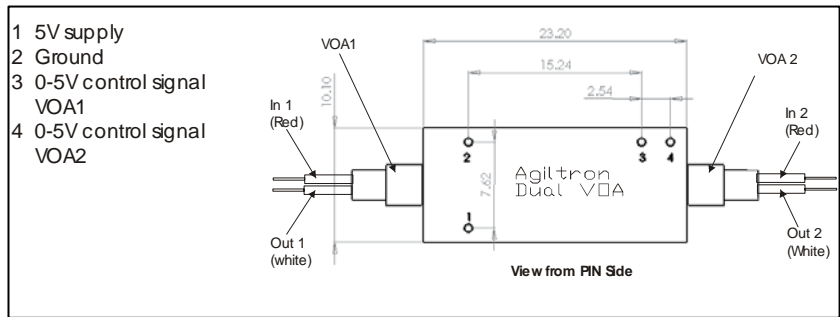 1 5V supply
2 Ground
3 0-5V control signal
VOA1
4 0-5V control signal
VOA2
VOA1
23.20
15.24
2.54
VOA 2
10.10
In 1
(Red)
In 2
(Red)
2
3
4
7.62
Agiltron
Dual VOA
1
Out 1
(white)
Out 2
(White)
View from PIN Side